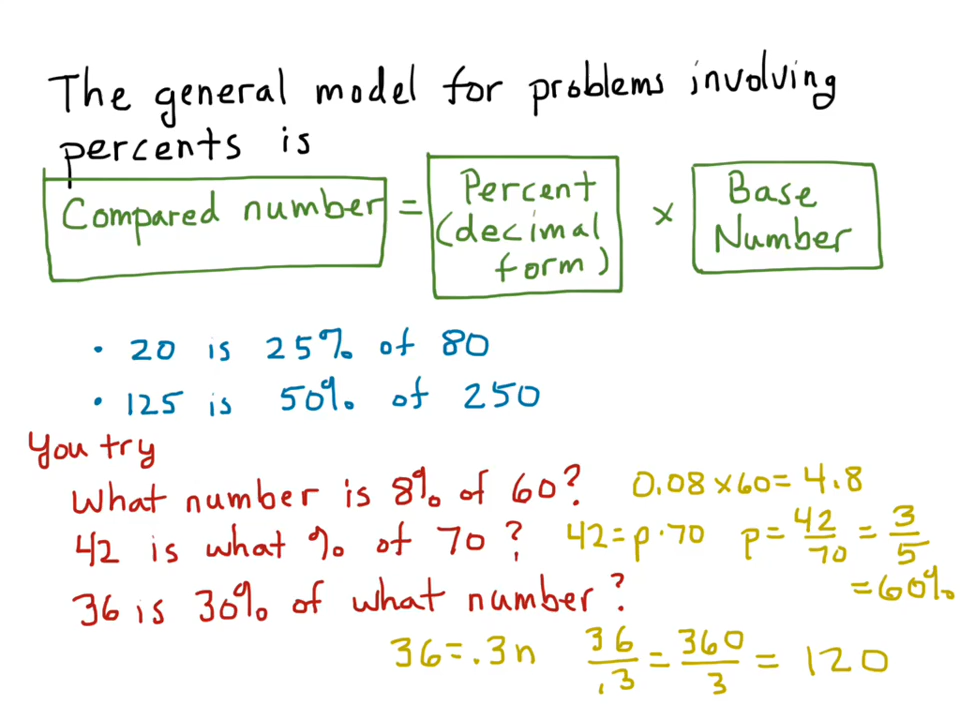 The general model for problems involving
percents is
Compared number = Percent (decimal form) x Base Number
• 20 is 25% of 80
• 125 is 50% of 250
You try
What number is 8% of 60? 0.08 x 60 = 4.8
42 is what % of 70? 42 = p · 70 p = 42/70 = 3/5
= 60%
36 is 30% of what number?
36 = .3n 36/.3 = 360/3 = 120